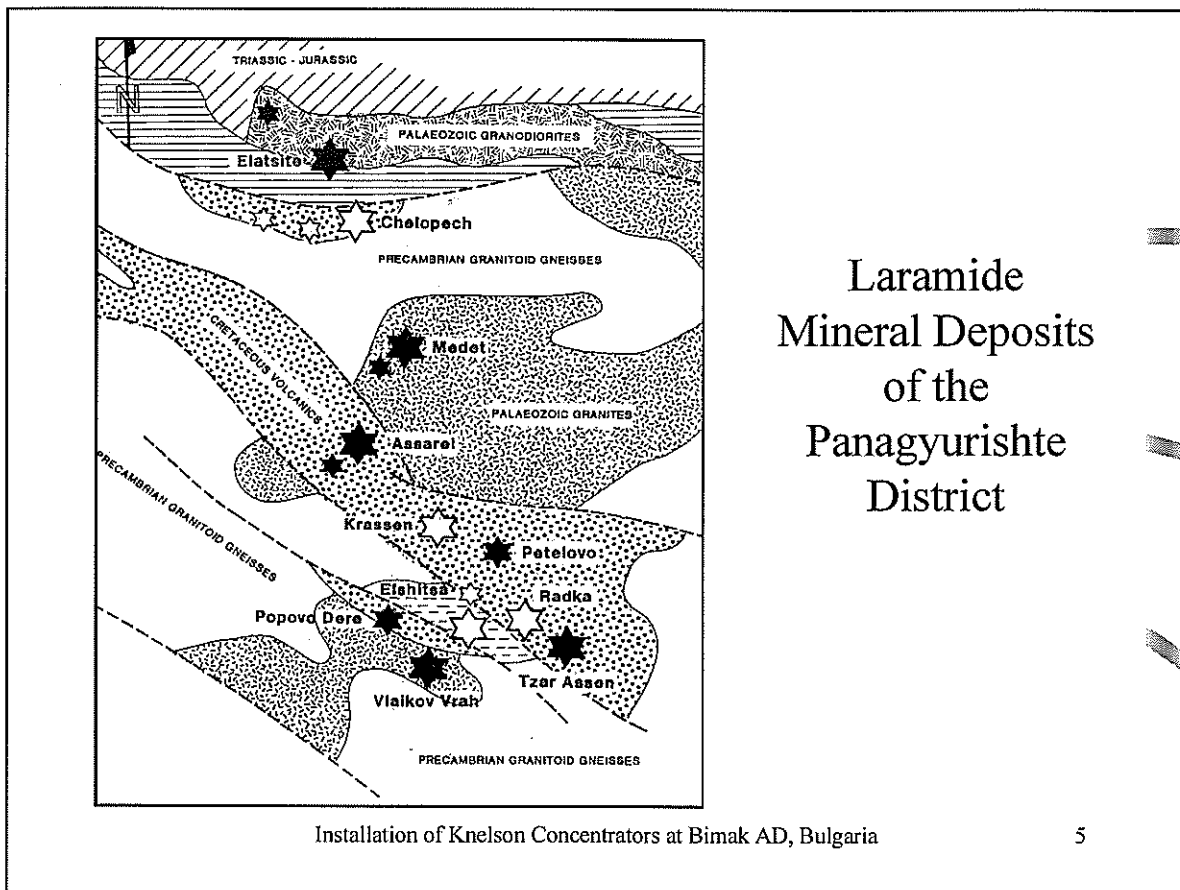 TRIASSIC - JURASSIC
N
PALAEOZOIC GRANODIORITES
Elatsite
Chelopech
PRECAMBRIAN GRANITOID GNEISSES
CRETACEOUS VOLCANICS
Medet
PALAEOZOIC GRANITES
Assarel
PRECAMBRIAN GRANITOID GNEISSES
Krassen
Petelovo
Elshitsa
Radka
Popovo Dere
Tzar Assen
Vlaikov Vrah
PRECAMBRIAN GRANITOID GNEISSES
Laramide
Mineral Deposits
of the
Panagyurishte
District
Installation of Knelson Concentrators at Bimak AD, Bulgaria
5